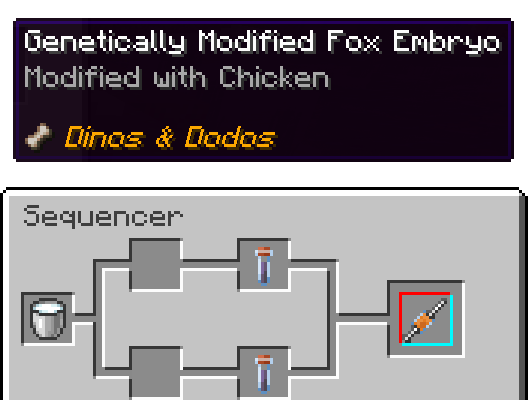 Genetically Modified Fox Embryo
Modified with Chicken
Dinos & Dodos
Sequencer